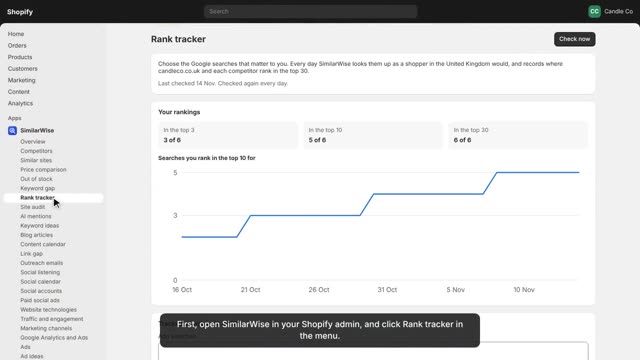 Shopify
Search
CC
Candle Co
Home
Orders
Products
Customers
Marketing
Content
Analytics
Apps
SimilarWise
Overview
Competitors
Similar sites
Price comparison
Out of stock
Keyword gap
Rank tracker
Site audit
AI mentions
Keyword ideas
Blog articles
Content calendar
Link gap
Outreach emails
Social listening
Social calendar
Social accounts
Paid social ads
Website technologies
Traffic and engagement
Marketing channels
Google Analytics and Ads
Ads
Ad ideas
Rank tracker
Check now
Choose the Google searches that matter to you. Every day SimilarWise looks them up as a shopper in the United Kingdom would, and records where
candleco.co.uk and each competitor rank in the top 30.
Last checked 14 Nov. Checked again every day.
Your rankings
In the top 3
3 of 6
In the top 10
5 of 6
In the top 30
6 of 6
Searches you rank in the top 10 for
5
3
0
16 Oct
21 Oct
26 Oct
31 Oct
5 Nov
10 Nov
First, open SimilarWise in your Shopify admin, and click Rank tracker in
the menu.